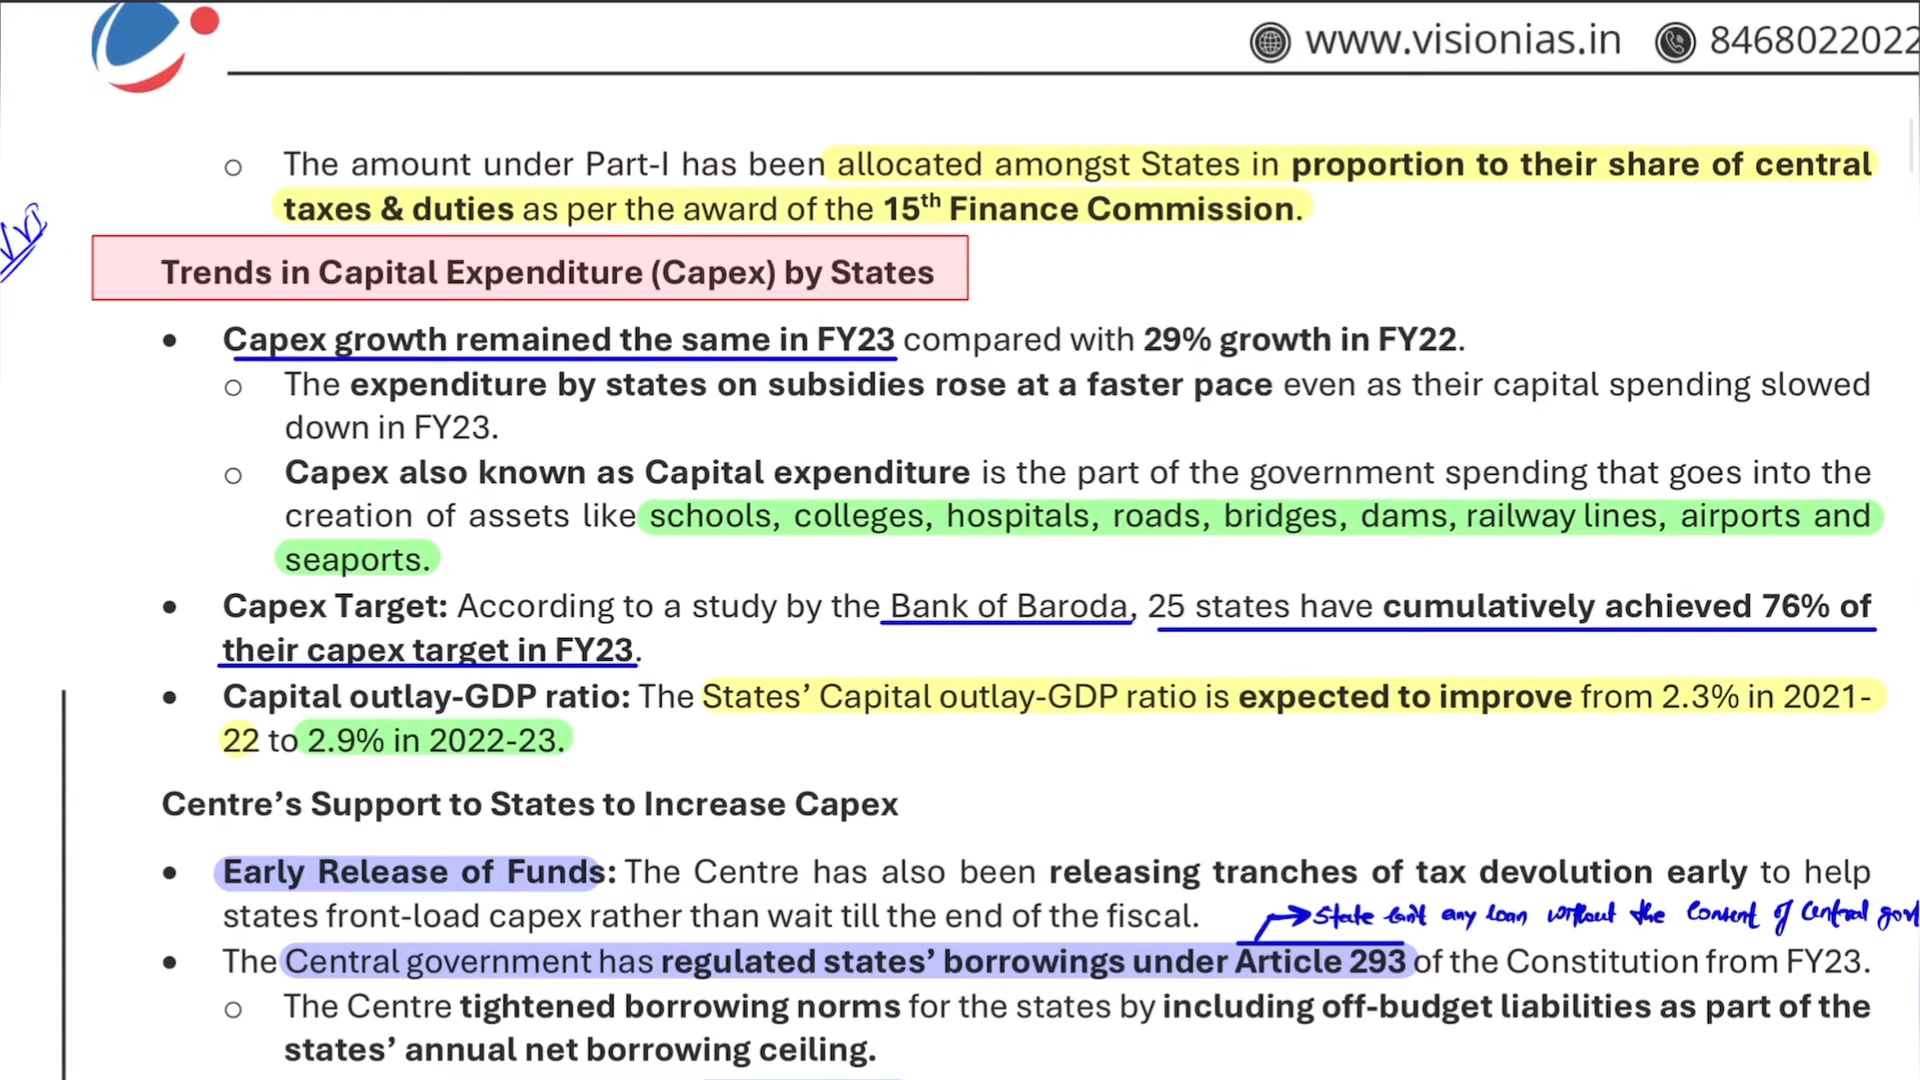 www.visionias.in 8468022022
○ The amount under Part-I has been allocated amongst States in proportion to their share of central
taxes & duties as per the award of the 15th Finance Commission.
Trends in Capital Expenditure (Capex) by States
• Capex growth remained the same in FY23 compared with 29% growth in FY22.
○ The expenditure by states on subsidies rose at a faster pace even as their capital spending slowed
down in FY23.
○ Capex also known as Capital expenditure is the part of the government spending that goes into the
creation of assets like schools, colleges, hospitals, roads, bridges, dams, railway lines, airports and
seaports.
• Capex Target: According to a study by the Bank of Baroda, 25 states have cumulatively achieved 76% of
their capex target in FY23.
• Capital outlay-GDP ratio: The States’ Capital outlay-GDP ratio is expected to improve from 2.3% in 2021-
22 to 2.9% in 2022-23.
Centre’s Support to States to Increase Capex
• Early Release of Funds: The Centre has also been releasing tranches of tax devolution early to help
states front-load capex rather than wait till the end of the fiscal.
State can't any loan without the consent of Central gov
• The Central government has regulated states’ borrowings under Article 293 of the Constitution from FY23.
○ The Centre tightened borrowing norms for the states by including off-budget liabilities as part of the
states’ annual net borrowing ceiling.